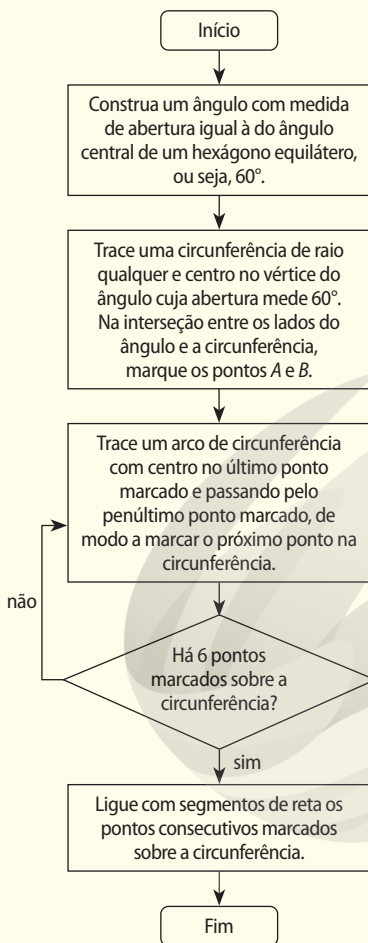 Início
Construa um ângulo com medida
de abertura igual à do ângulo
central de um hexágono equilátero,
ou seja, 60°.
Trace uma circunferência de raio
qualquer e centro no vértice do
ângulo cuja abertura mede 60°.
Na interseção entre os lados do
ângulo e a circunferência,
marque os pontos A e B.
Trace um arco de circunferência
com centro no último ponto
marcado e passando pelo
penúltimo ponto marcado, de
modo a marcar o próximo ponto na
circunferência.
não
Há 6 pontos
marcados sobre a
circunferência?
sim
Ligue com segmentos de reta os
pontos consecutivos marcados
sobre a circunferência.
Fim